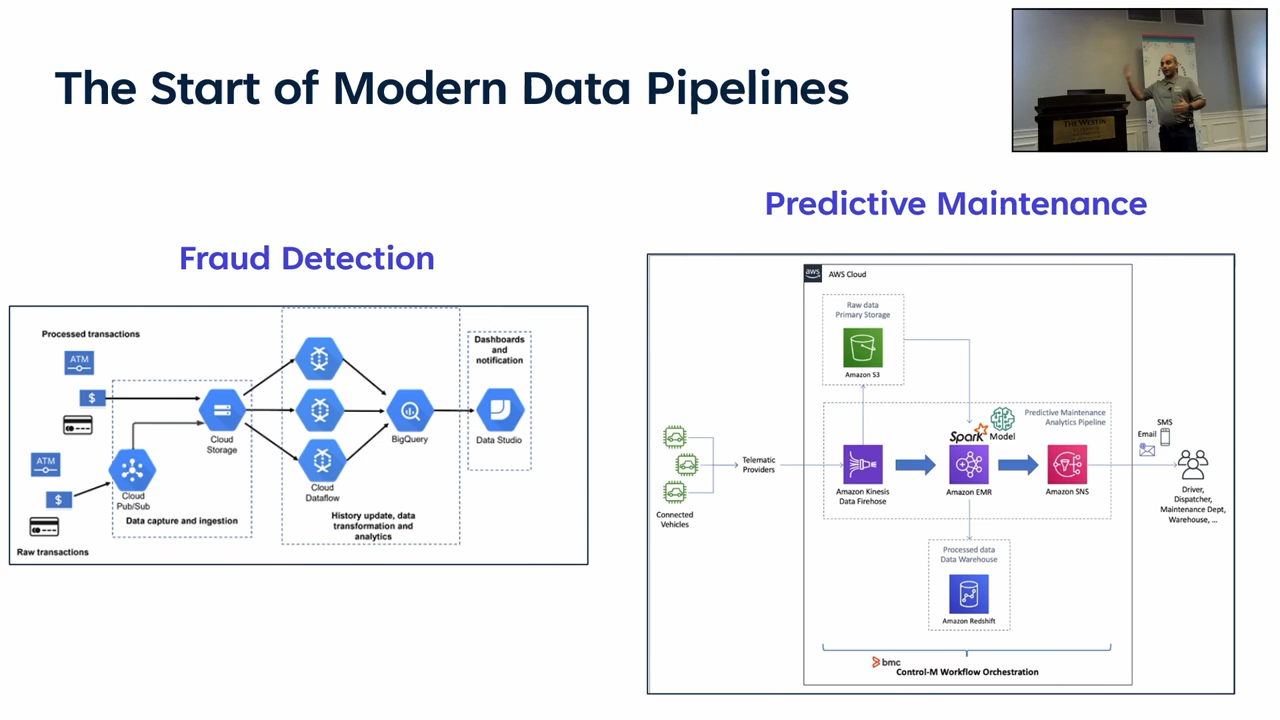 The Start of Modern Data Pipelines
THE WESTIN
Fraud Detection
Processed transactions
ATM
$
ATM
$
Raw transactions
Cloud
Pub/Sub
Cloud
Storage
Data capture and ingestion
Cloud
Dataflow
History update, data
transformation and
analytics
BigQuery
Dashboards
and
notification
Data Studio
Predictive Maintenance
aws
AWS Cloud
Raw data
Primary Storage
Amazon S3
Predictive Maintenance
Analytics Pipeline
Connected
Vehicles
Telematic
Providers
Amazon Kinesis
Data Firehose
Spark
Model
Amazon EMR
Amazon SNS
SMS
Email
Driver,
Dispatcher,
Maintenance Dept,
Warehouse, ...
Processed data
Data Warehouse
Amazon Redshift
bmc
Control-M Workflow Orchestration